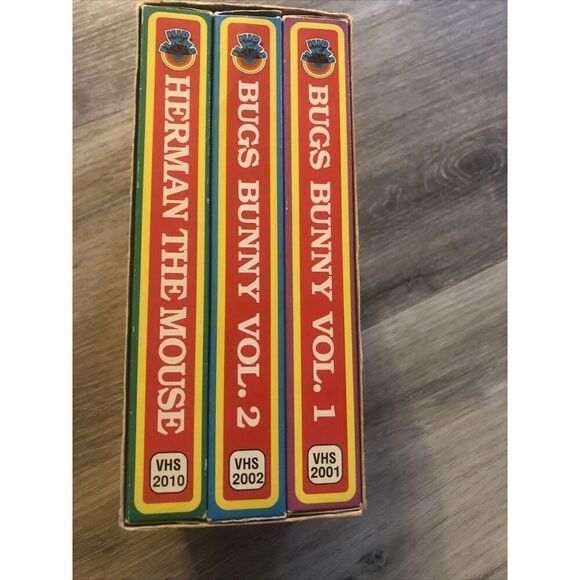 HERMAN THE MOUSE
VHS
2010
BUGS BUNNY VOL. 2
VHS
2002
BUGS BUNNY VOL. 1
VHS
2001